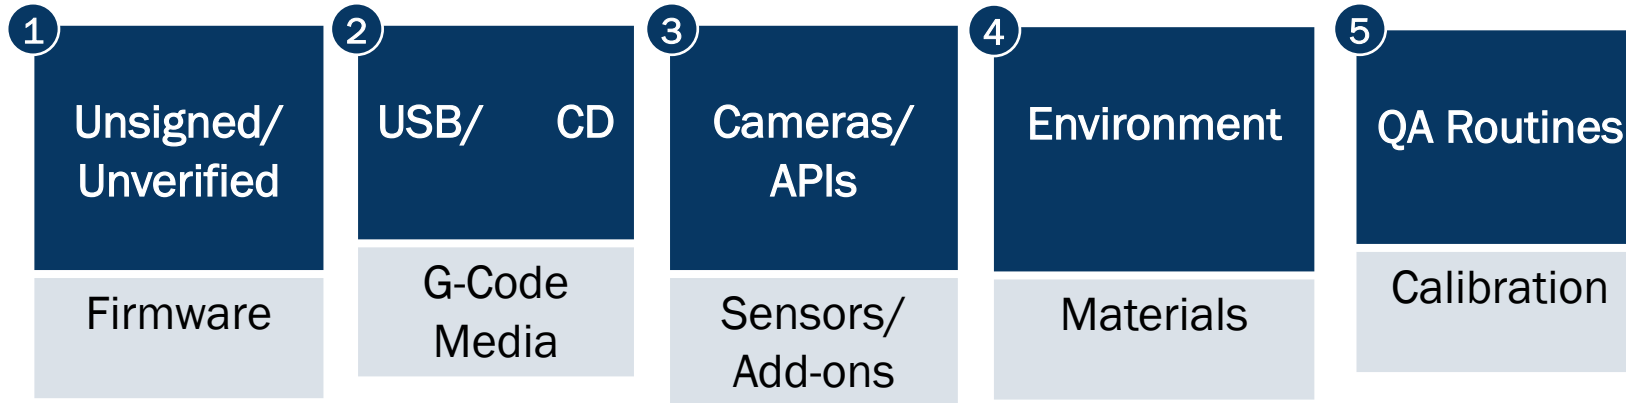 1
Unsigned/
Unverified
Firmware
2
USB/ CD
G-Code
Media
3
Cameras/
APIs
Sensors/
Add-ons
4
Environment
Materials
5
QA Routines
Calibration